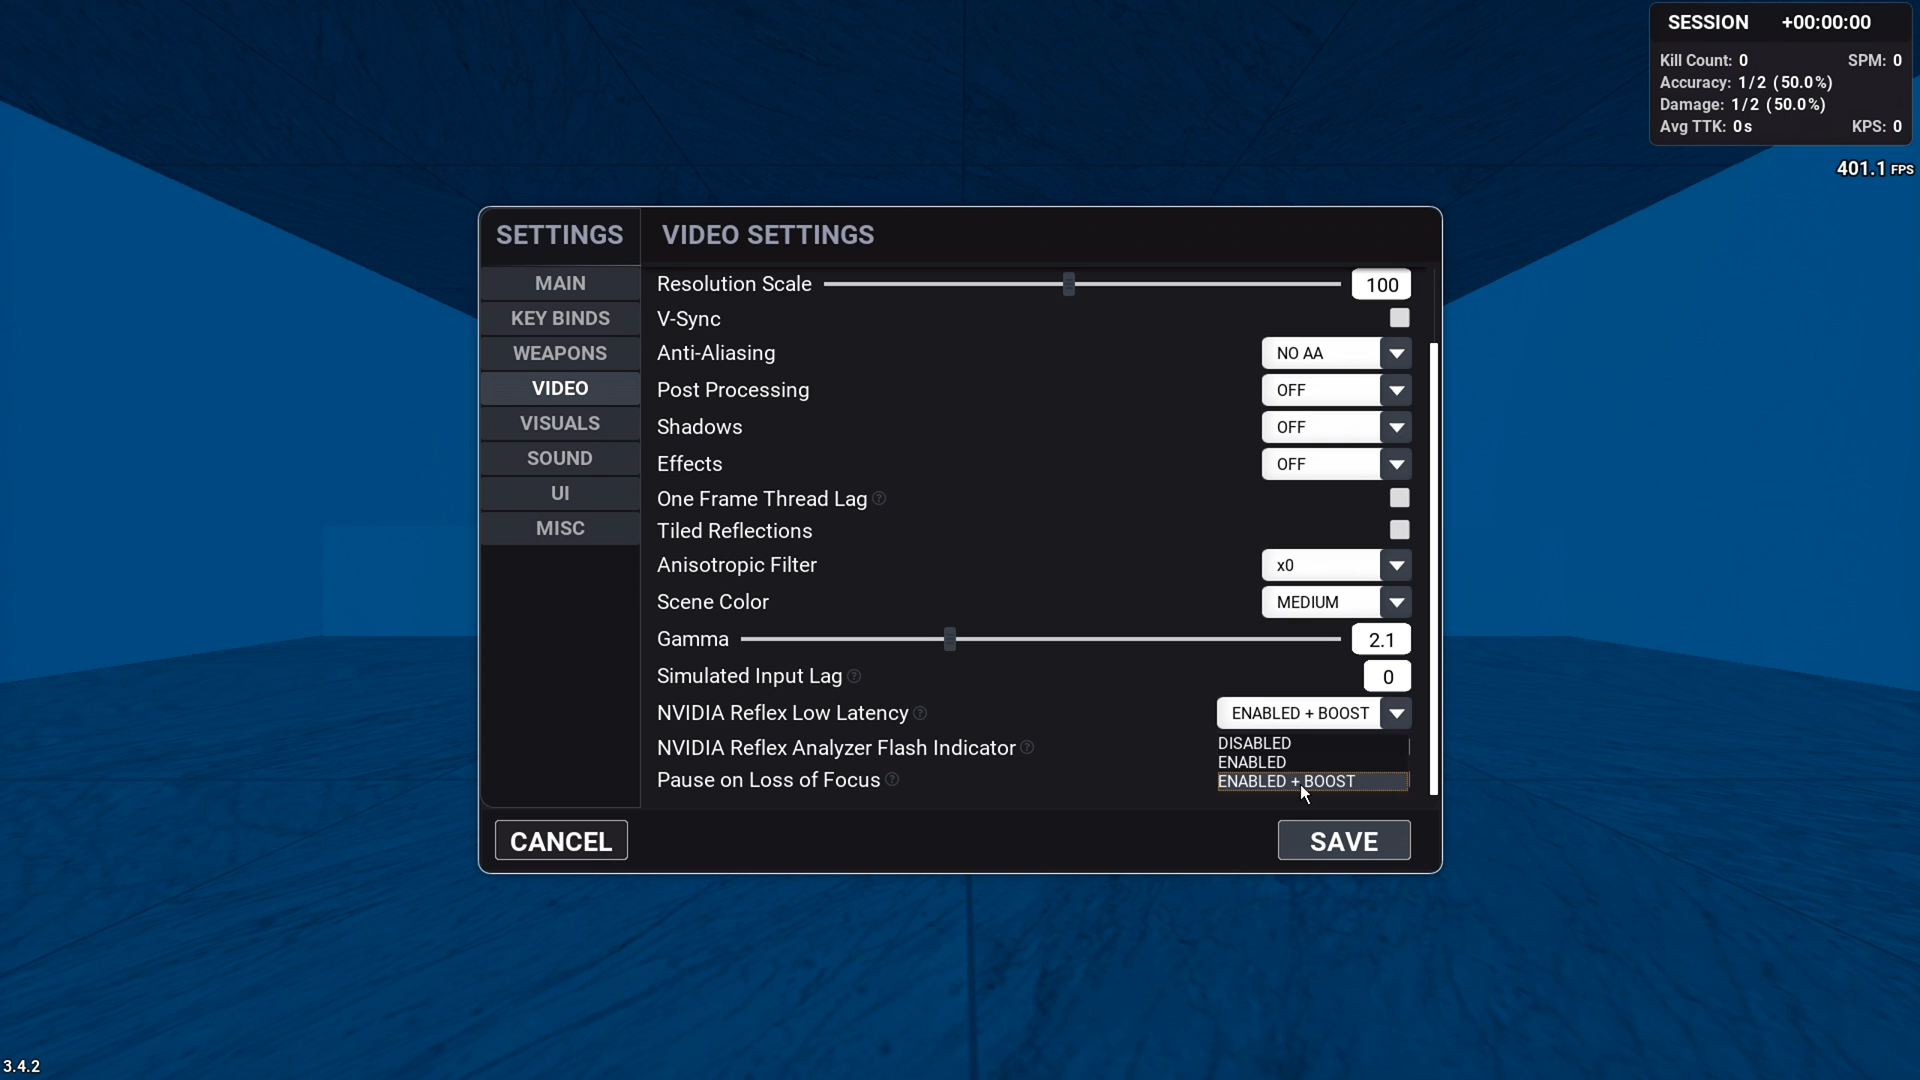 SESSION +00:00:00
Kill Count: 0 SPM: 0
Accuracy: 1/2 (50.0%)
Damage: 1/2 (50.0%)
Avg TTK: 0s KPS: 0
401.1 FPS
SETTINGS VIDEO SETTINGS
MAIN
KEY BINDS
WEAPONS
VIDEO
VISUALS
SOUND
UI
MISC
Resolution Scale 100
V-Sync
Anti-Aliasing NO AA
Post Processing OFF
Shadows OFF
Effects OFF
One Frame Thread Lag ?
Tiled Reflections
Anisotropic Filter x0
Scene Color MEDIUM
Gamma 2.1
Simulated Input Lag ? 0
NVIDIA Reflex Low Latency ? ENABLED + BOOST
DISABLED
NVIDIA Reflex Analyzer Flash Indicator ?
ENABLED
Pause on Loss of Focus ? ENABLED + BOOST
CANCEL SAVE
3.4.2